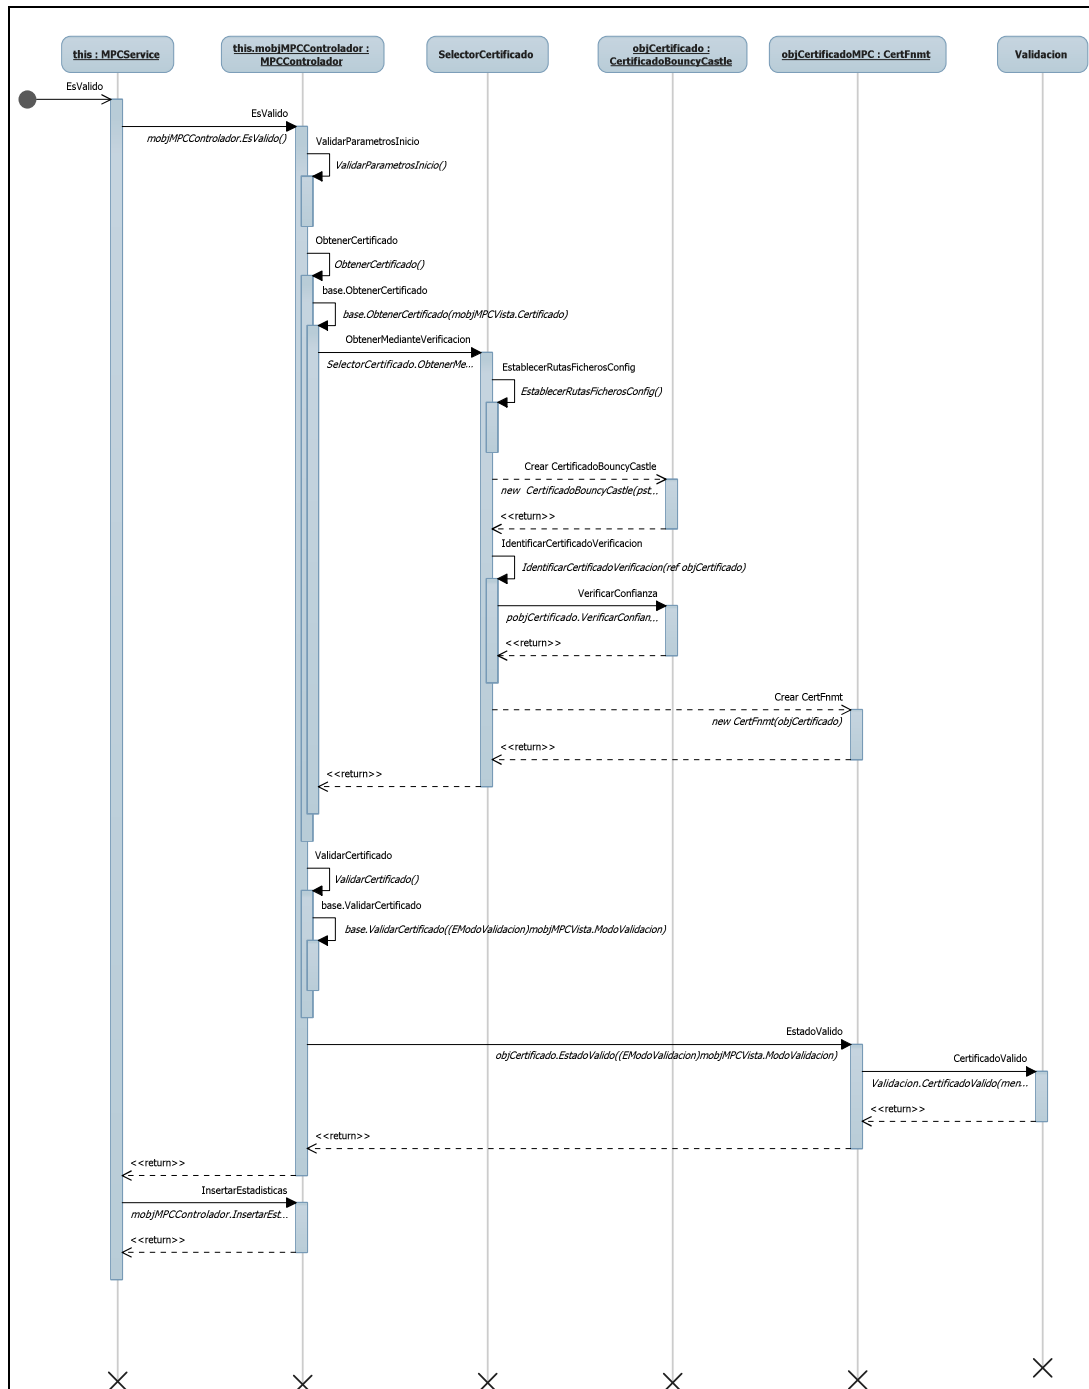 this : MPCService
this.mobjMPCControlador :
MPCControlador
SelectorCertificado
objCertificado :
CertificadoBouncyCastle
objCertificadoMPC : CertFnmt
Validacion
EsValido
EsValido
mobjMPCControlador.EsValido()
ValidarParametrosInicio
ValidarParametrosInicio()
ObtenerCertificado
ObtenerCertificado()
base.ObtenerCertificado
base.ObtenerCertificado(mobjMPCVista.Certificado)
ObtenerMedianteVerificacion
SelectorCertificado.ObtenerMe...
EstablecerRutasFicherosConfig
EstablecerRutasFicherosConfig()
Crear CertificadoBouncyCastle
new CertificadoBouncyCastle(pst...
<<return>>
IdentificarCertificadoVerificacion
IdentificarCertificadoVerificacion(ref objCertificado)
VerificarConfianza
pobjCertificado.VerificarConfian...
<<return>>
Crear CertFnmt
new CertFnmt(objCertificado)
<<return>>
<<return>>
ValidarCertificado
ValidarCertificado()
base.ValidarCertificado
base.ValidarCertificado((EModoValidacion)mobjMPCVista.ModoValidacion)
EstadoValido
objCertificado.EstadoValido((EModoValidacion)mobjMPCVista.ModoValidacion)
CertificadoValido
Validacion.CertificadoValido(men...
<<return>>
<<return>>
<<return>>
InsertarEstadisticas
mobjMPCControlador.InsertarEst...
<<return>>